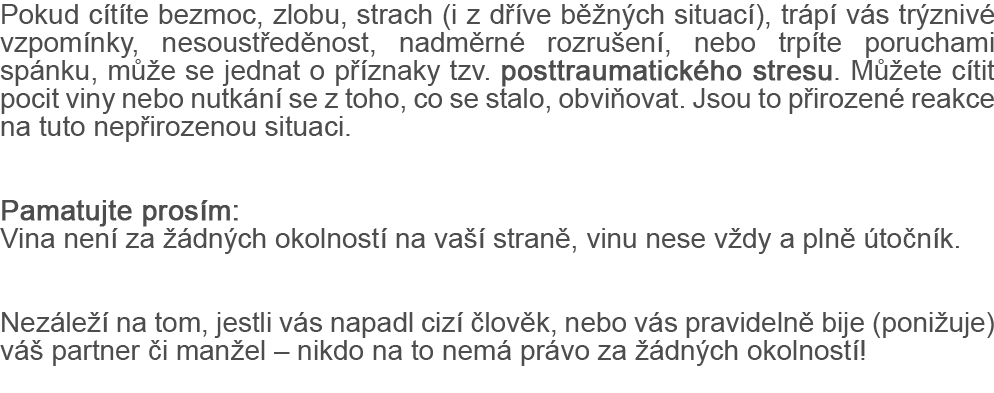 Pokud cítíte bezmoc, zlobu, strach (i z dříve běžných situací), trápí vás trýznivé
vzpomínky, nesoustředěnost, nadměrné rozrušení, nebo trpíte poruchami
spánku, může se jednat o příznaky tzv. posttraumatického stresu. Můžete cítit
pocit viny nebo nutkání se z toho, co se stalo, obviňovat. Jsou to přirozené reakce
na tuto nepřirozenou situaci.
Pamatujte prosím:
Vina není za žádných okolností na vaší straně, vinu nese vždy a plně útočník.
Nezáleží na tom, jestli vás napadl cizí člověk, nebo vás pravidelně bije (ponižuje)
váš partner či manžel – nikdo na to nemá právo za žádných okolností!